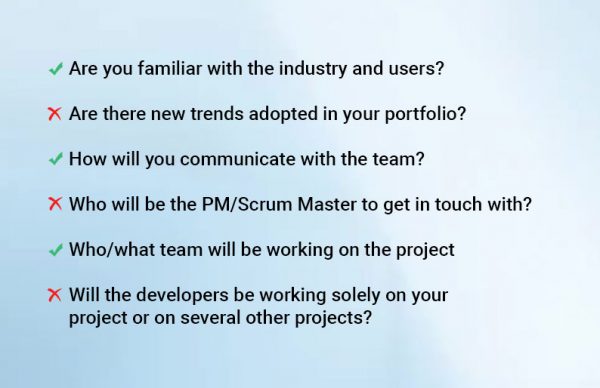 Are you familiar with the industry and users?
Are there new trends adopted in your portfolio?
How will you communicate with the team?
Who will be the PM/Scrum Master to get in touch with?
Who/what team will be working on the project
Will the developers be working solely on your
project or on several other projects?